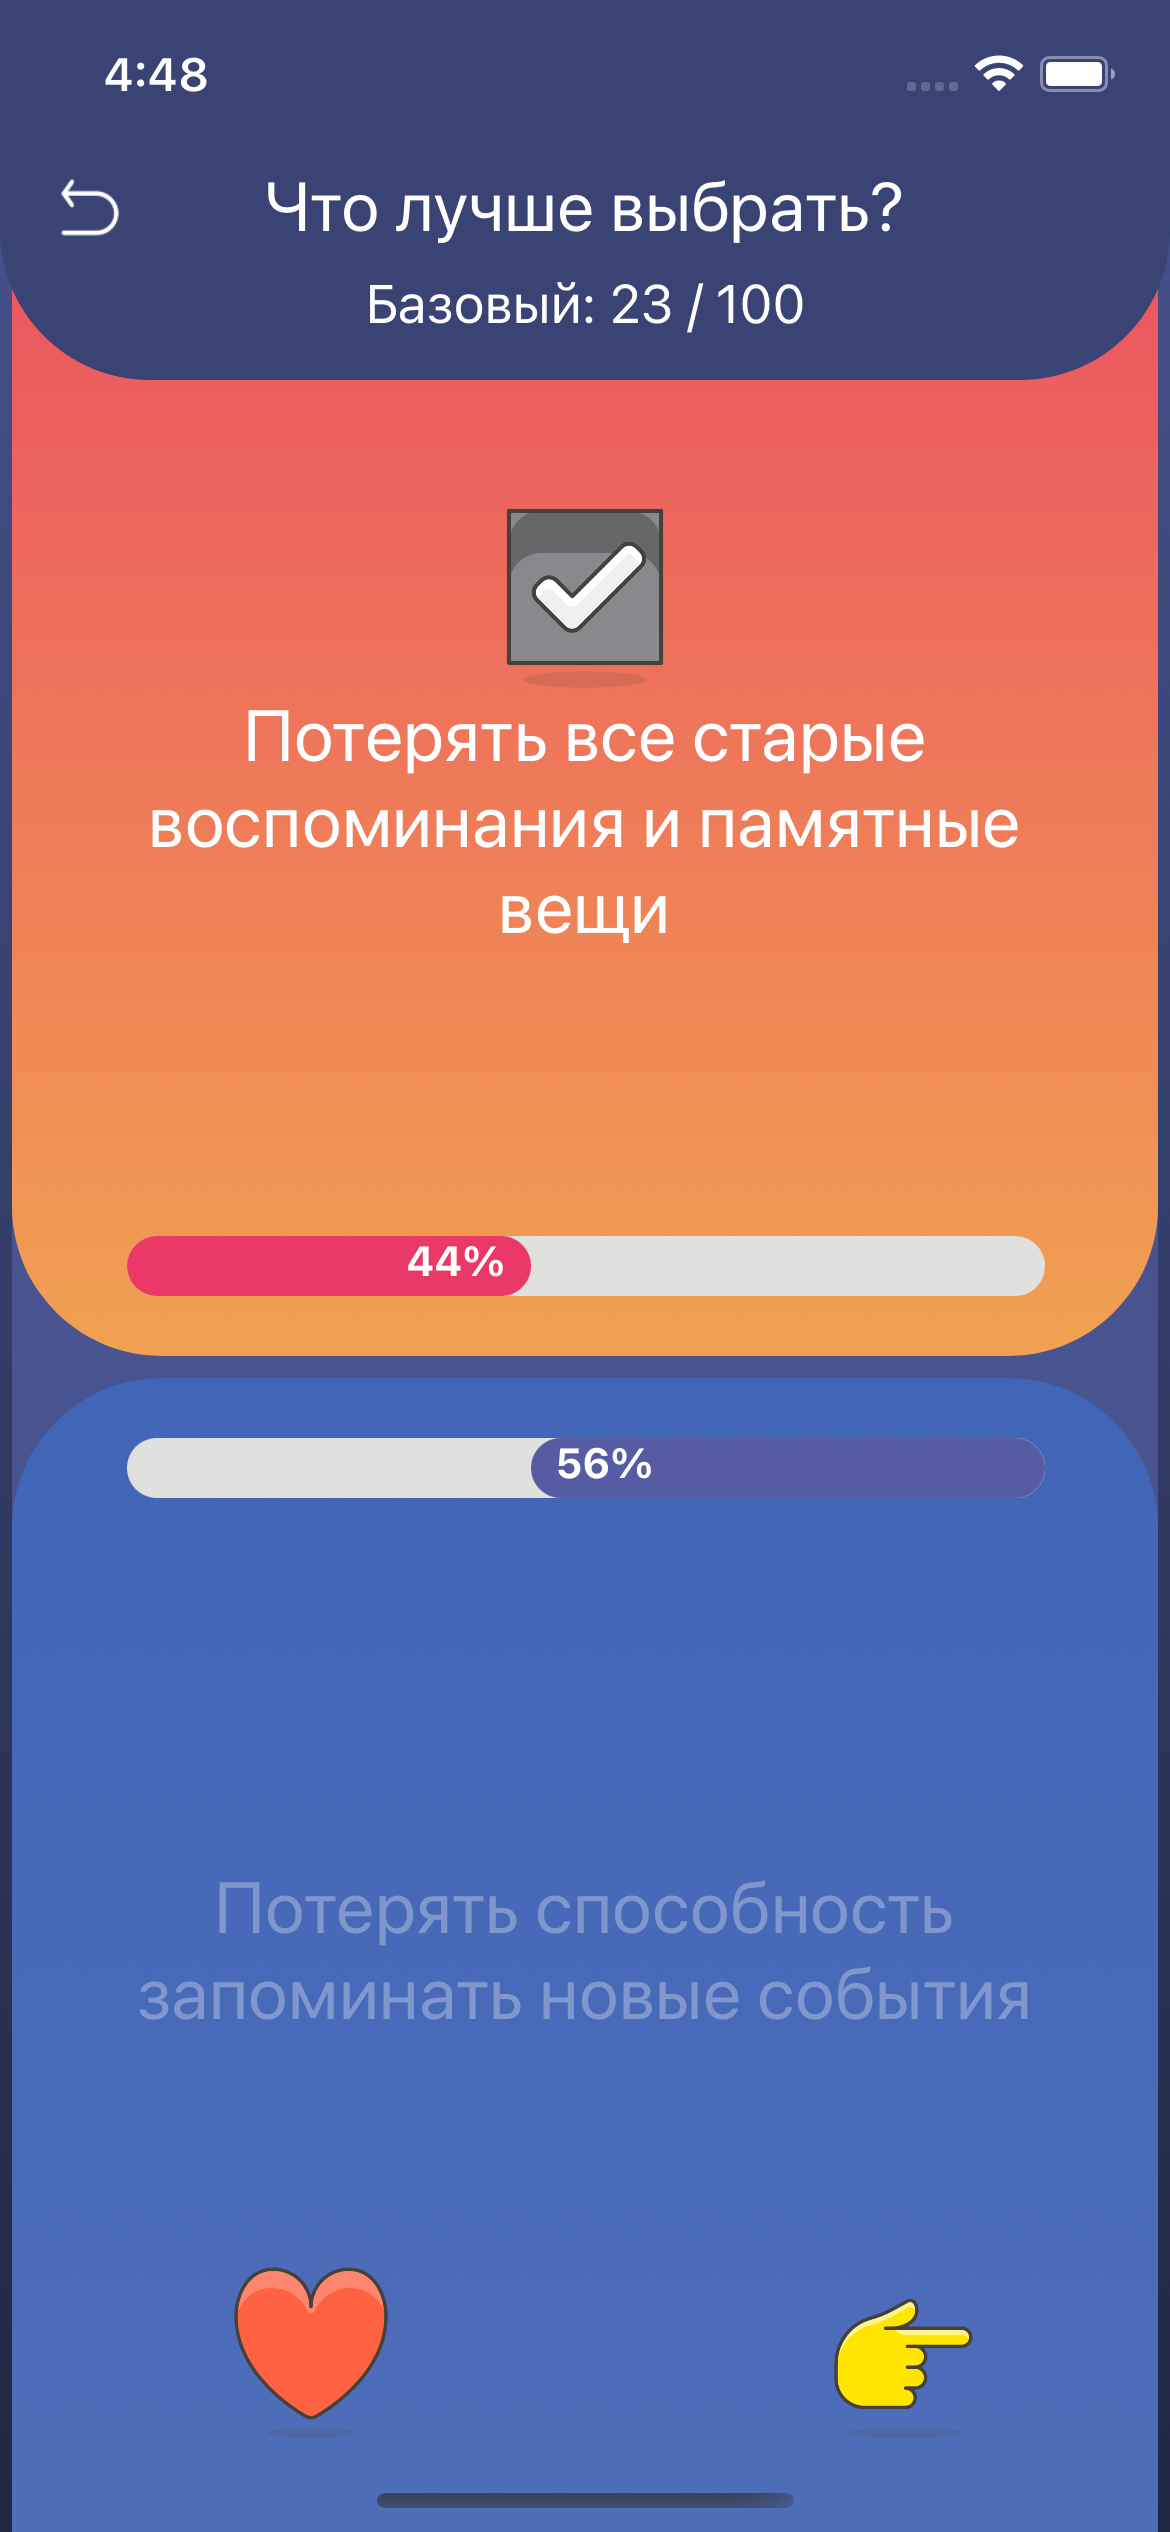 4:48
Что лучше выбрать?
Базовый: 23 / 100
Потерять все старые
воспоминания и памятные
вещи
44%
56%
Потерять способность
запоминать новые события